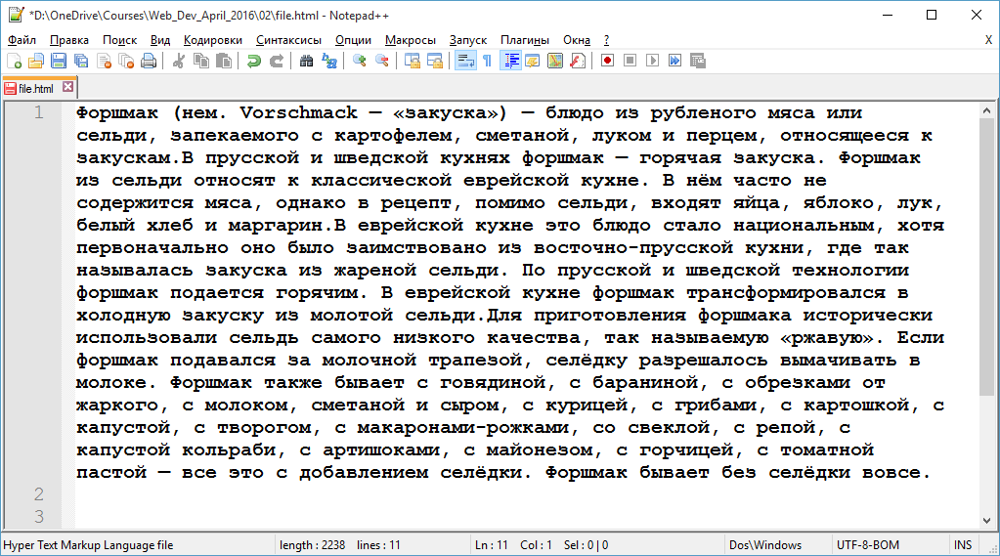 *D:\OneDrive\Courses\Web_Dev_April_2016\02\file.html - Notepad++
Файл Правка Поиск Вид Кодировки Синтаксисы Опции Макросы Запуск Плагины Окна ? X
file.html
1 Форшмак (нем. Vorschmack — «закуска») — блюдо из рубленого мяса или
сельди, запекаемого с картофелем, сметаной, луком и перцем, относящееся к
закускам.В прусской и шведской кухнях форшмак — горячая закуска. Форшмак
из сельди относят к классической еврейской кухне. В нём часто не
содержится мяса, однако в рецепт, помимо сельди, входят яйца, яблоко, лук,
белый хлеб и маргарин.В еврейской кухне это блюдо стало национальным, хотя
первоначально оно было заимствовано из восточно-прусской кухни, где так
называлась закуска из жареной сельди. По прусской и шведской технологии
форшмак подается горячим. В еврейской кухне форшмак трансформировался в
холодную закуску из молотой сельди.Для приготовления форшмака исторически
использовали сельдь самого низкого качества, так называемую «ржавую». Если
форшмак подавался за молочной трапезой, селёдку разрешалось вымачивать в
молоке. Форшмак также бывает с говядиной, с бараниной, с обрезками от
жаркого, с молоком, сметаной и сыром, с курицей, с грибами, с картошкой, с
капустой, с творогом, с макаронами-рожками, со свеклой, с репой, с
капустой кольраби, с артишоками, с майонезом, с горчицей, с томатной
пастой — все это с добавлением селёдки. Форшмак бывает без селёдки вовсе.
2
3
Hyper Text Markup Language file length : 2238 lines : 11 Ln : 11 Col : 1 Sel : 0 | 0 Dos\Windows UTF-8-BOM INS